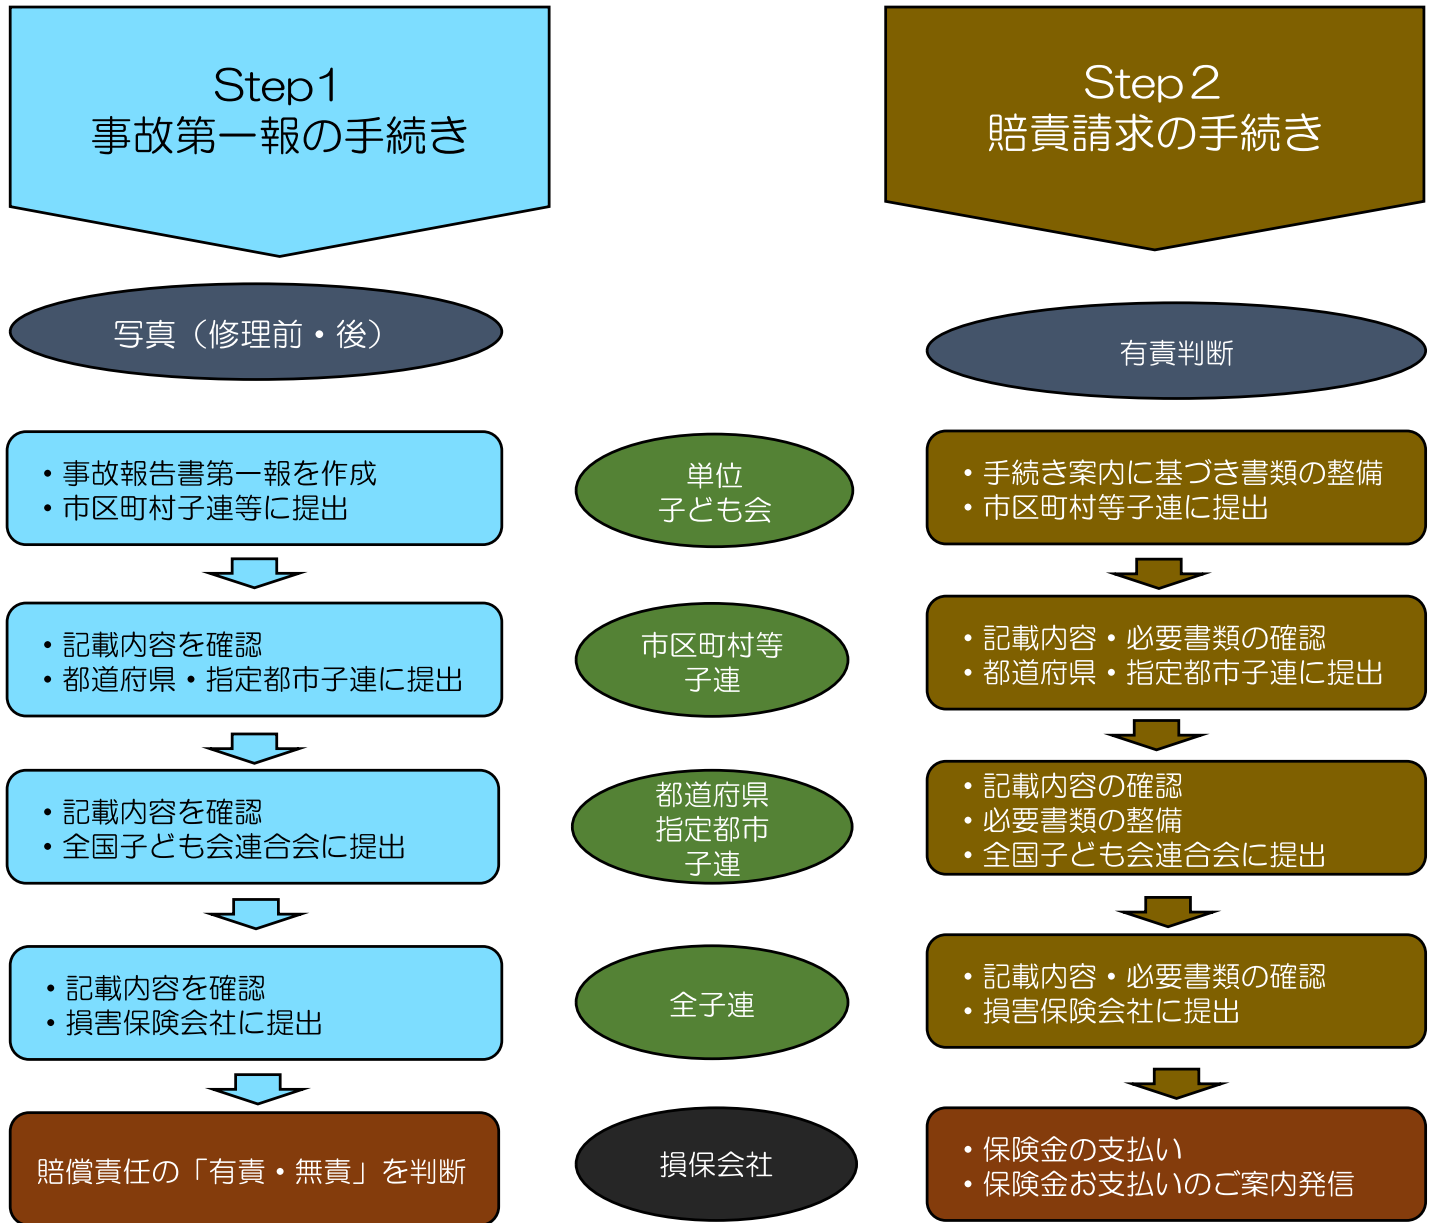 Step1
事故第一報の手続き
Step２
賠責請求の手続き
写真（修理前・後）
有責判断
・事故報告書第一報を作成
・市区町村子連等に提出
単位
子ども会
・手続き案内に基づき書類の整備
・市区町村等子連に提出
・記載内容を確認
・都道府県・指定都市子連に提出
市区町村等
子連
・記載内容・必要書類の確認
・都道府県・指定都市子連に提出
・記載内容を確認
・全国子ども会連合会に提出
都道府県
指定都市
子連
・記載内容の確認
・必要書類の整備
・全国子ども会連合会に提出
・記載内容を確認
・損害保険会社に提出
全子連
・記載内容・必要書類の確認
・損害保険会社に提出
賠償責任の「有責・無責」を判断
損保会社
・保険金の支払い
・保険金お支払いのご案内発信